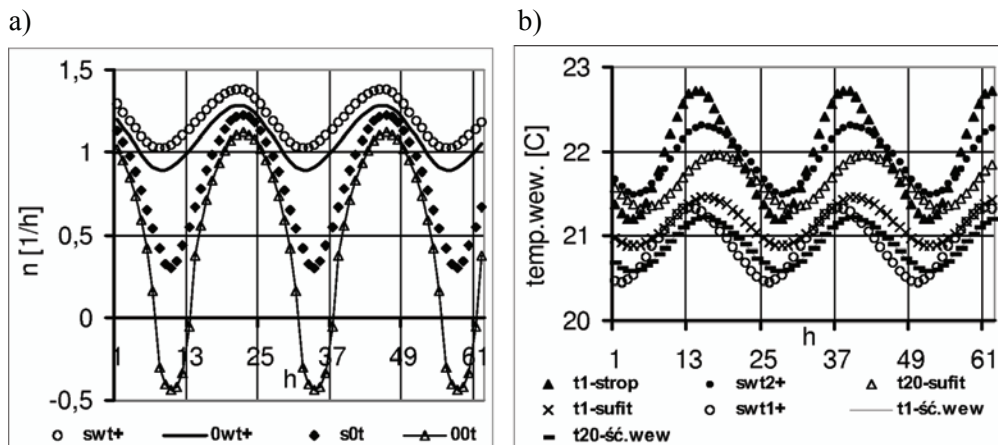 a)
b)
1,5
1
0,5
0
-0,5
n [1/h]
1 13 25 37 49 61
h
swt+ 0wt+ s0t 00t
23
22
21
20
temp.wew. [C]
1 13 25 37 49 61
h
t1-strop swt2+ t20-sufit
t1-sufit swt1+ t1-ść.wew
t20-ść.wew